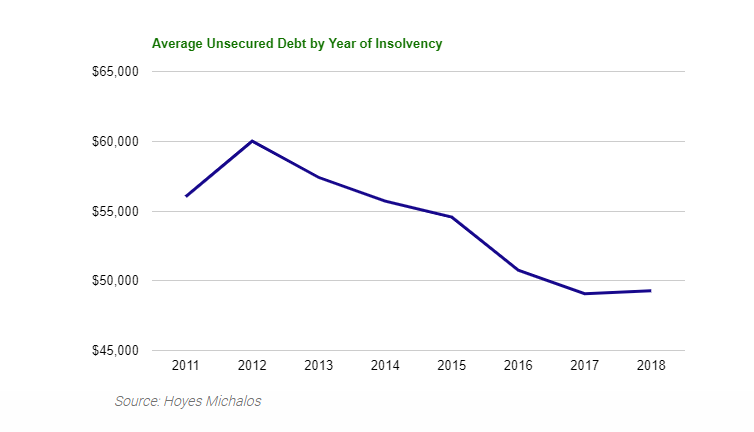 Average Unsecured Debt by Year of Insolvency
$65,000
$60,000
$55,000
$50,000
$45,000
2011 2012 2013 2014 2015 2016 2017 2018
Source: Hoyes Michalos